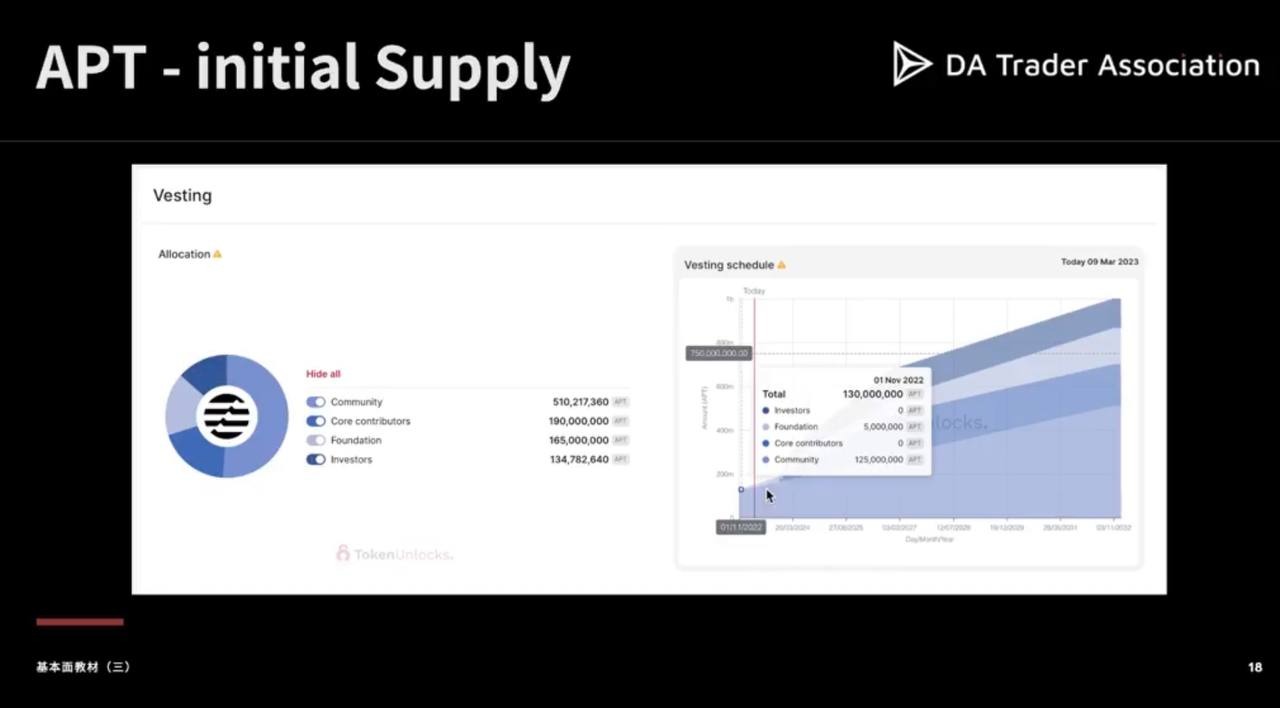 APT - initial Supply
DA Trader Association
Vesting
Allocation
Hide all
Community 510,217,360 APT
Core contributors 190,000,000 APT
Foundation 165,000,000 APT
Investors 134,782,640 APT
TokenUnlocks.
Vesting schedule
Today 09 Mar 2023
Today
1b
800m
750,000,000.00
600m
400m
200m
0
Amount (APT)
01 Nov 2022
Total 130,000,000 APT
Investors 0 APT
Foundation 5,000,000 APT
Core contributors 0 APT
Community 125,000,000 APT
locks.
01/11/2022 20/03/2024 27/08/2025 03/02/2027 12/07/2028 19/12/2029 28/05/2031 03/11/2032
Day/Month/Year
基本面教材（三）
18